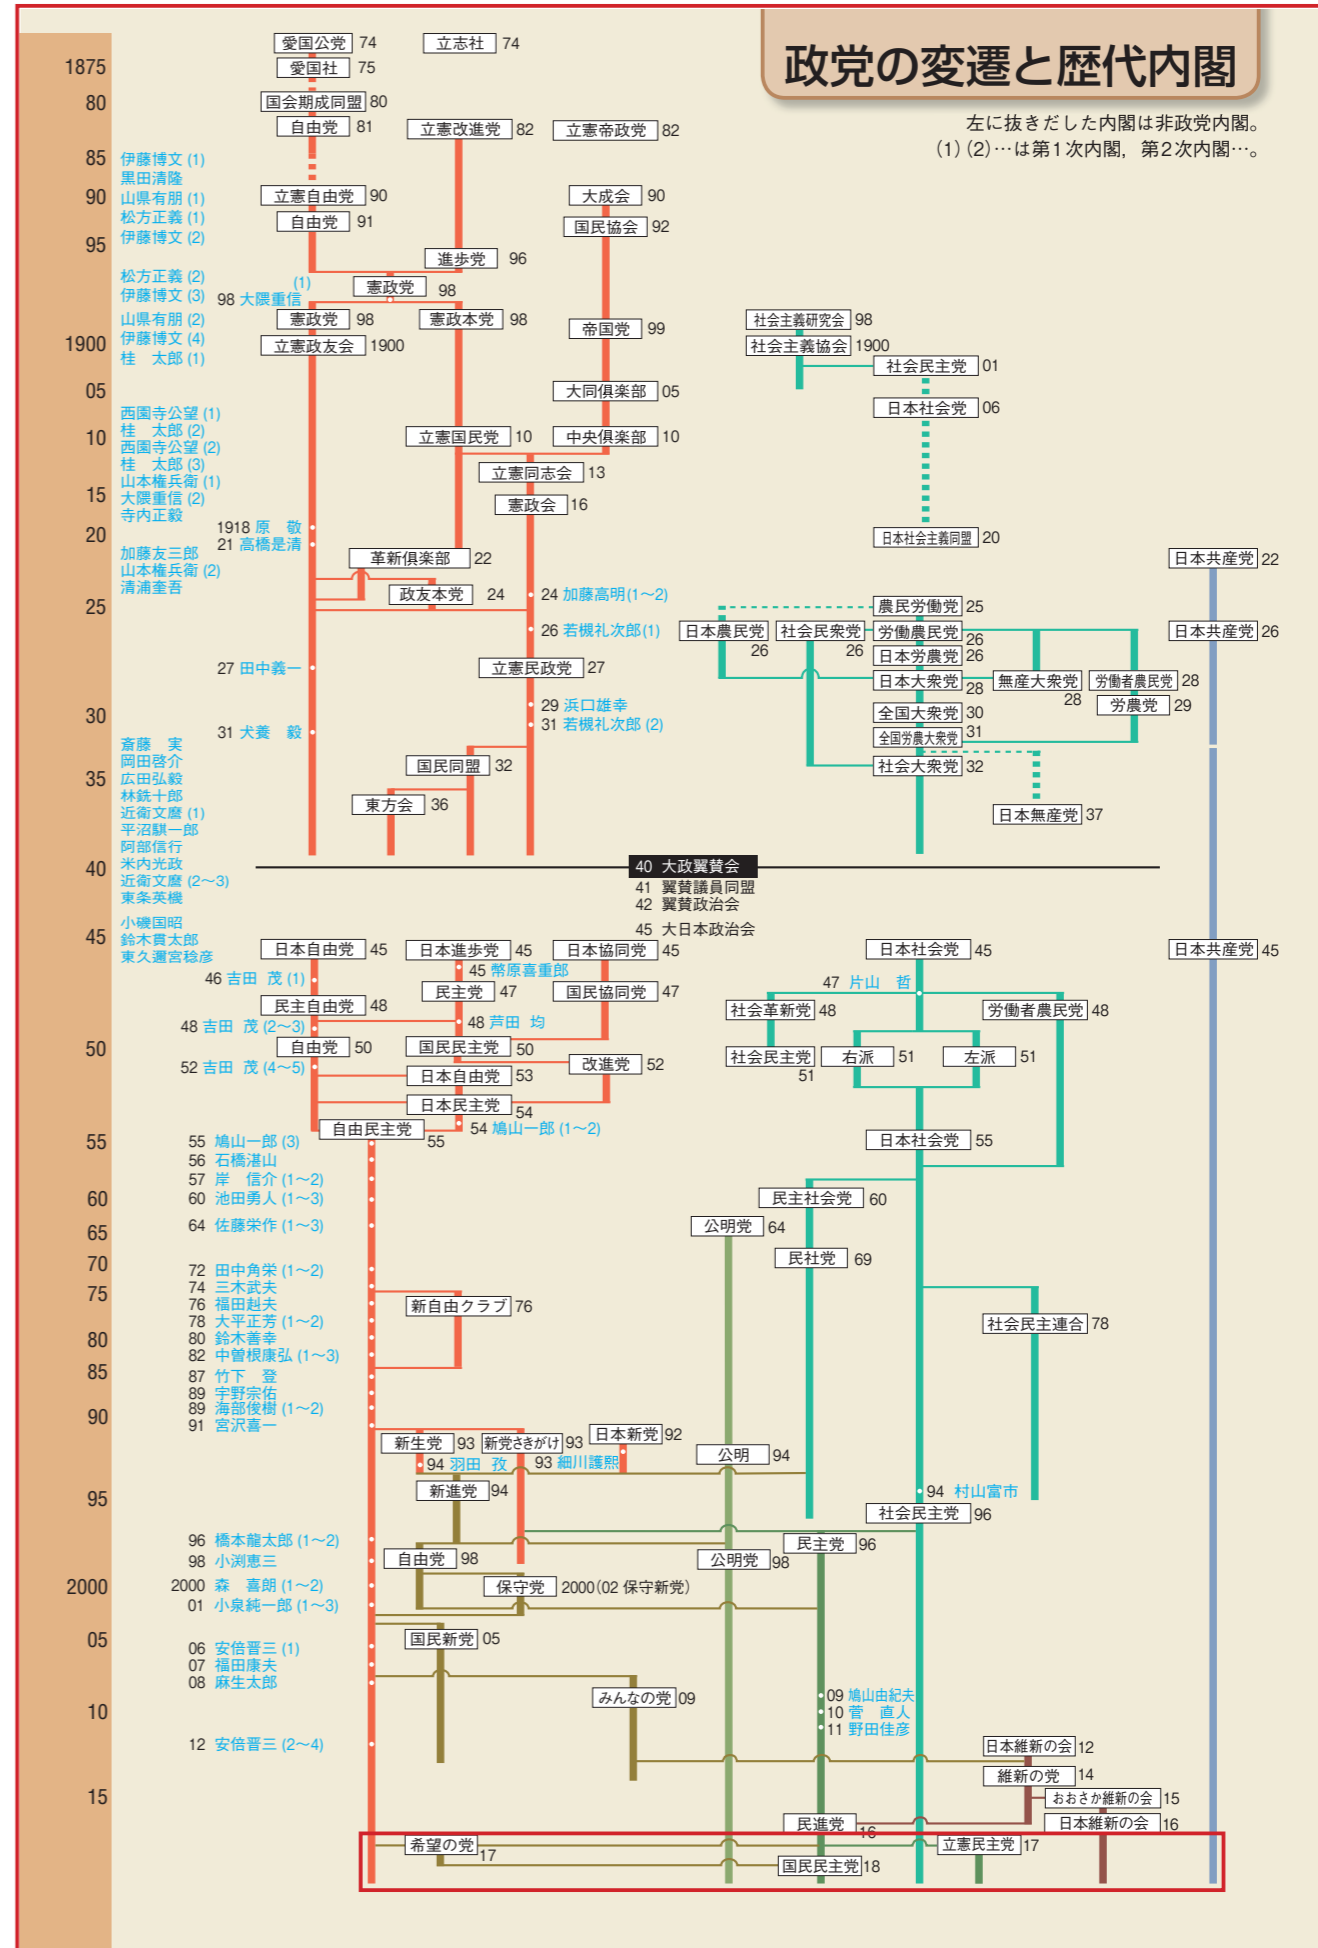 政党の変遷と歴代内閣
左に抜きだした内閣は非政党内閣。
(1)(2)…は第1次内閣，第2次内閣…。
愛国公党 74 立志社 74
1875 愛国社 75
80 国会期成同盟 80
自由党 81 立憲改進党 82 立憲帝政党 82
85 伊藤博文 (1)
黒田清隆
90 山県有朋 (1) 立憲自由党 90 大成会 90
松方正義 (1) 自由党 91 国民協会 92
95 伊藤博文 (2)
進歩党 96
松方正義 (2) (1) 憲政党 98
伊藤博文 (3) 98 大隈重信
山県有朋 (2) 憲政党 98 憲政本党 98 帝国党 99 社会主義研究会 98
1900 伊藤博文 (4) 立憲政友会 1900 社会主義協会 1900
桂 太郎 (1) 社会民主党 01
05 大同俱楽部 05
西園寺公望 (1) 日本社会党 06
10 桂 太郎 (2) 立憲国民党 10 中央俱楽部 10
西園寺公望 (2)
桂 太郎 (3) 立憲同志会 13
山本権兵衛 (1)
15 大隈重信 (2) 憲政会 16
寺内正毅
1918 原 敬
20 21 高橋是清 日本社会主義同盟 20
加藤友三郎 革新俱楽部 22 日本共産党 22
山本権兵衛 (2)
清浦奎吾 政友本党 24 24 加藤高明(1〜2)
25 農民労働党 25
26 若槻礼次郎(1) 日本農民党 26 社会民衆党 26 労働農民党 26 日本共産党 26
日本労農党 26
27 田中義一 立憲民政党 27
日本大衆党 28 無産大衆党 28 労働者農民党 28
29 浜口雄幸 労農党 29
30 31 若槻礼次郎 (2) 全国大衆党 30
31 犬養 毅 全国労農大衆党 31
斎藤 実
岡田啓介 国民同盟 32 社会大衆党 32
35 広田弘毅
林銑十郎 東方会 36
近衛文麿 (1) 日本無産党 37
平沼騏一郎
阿部信行
40 米内光政 40 大政翼賛会
近衛文麿 (2〜3) 41 翼賛議員同盟
東条英機 42 翼賛政治会
小磯国昭 45 大日本政治会
45 鈴木貫太郎 日本自由党 45 日本進歩党 45 日本協同党 45 日本社会党 45 日本共産党 45
東久邇宮稔彦
45 幣原喜重郎
46 吉田 茂 (1) 47 片山 哲
民主自由党 48 民主党 47 国民協同党 47 社会革新党 48 労働者農民党 48
48 吉田 茂 (2〜3) 48 芦田 均
50 自由党 50 国民民主党 50 社会民主党 51 右派 51 左派 51
52 吉田 茂 (4〜5) 改進党 52
日本自由党 53
日本民主党 54
自由民主党 55 54 鳩山一郎 (1〜2)
55 55 鳩山一郎 (3) 日本社会党 55
56 石橋湛山
57 岸 信介 (1〜2)
60 60 池田勇人 (1〜3) 民主社会党 60
65 64 佐藤栄作 (1〜3) 公明党 64
70 72 田中角栄 (1〜2) 民社党 69
75 74 三木武夫
76 福田赳夫 新自由クラブ 76
78 大平正芳 (1〜2) 社会民主連合 78
80 80 鈴木善幸
82 中曽根康弘 (1〜3)
85 87 竹下 登
89 宇野宗佑
89 海部俊樹 (1〜2)
90 91 宮沢喜一
新生党 93 新党さきがけ 93 日本新党 92
94 羽田 孜 93 細川護熙 公明 94
95 新進党 94 94 村山富市
社会民主党 96
96 橋本龍太郎 (1〜2) 民主党 96
98 小渕恵三 自由党 98 公明党 98
2000 2000 森 喜朗 (1〜2) 保守党 2000(02 保守新党)
01 小泉純一郎 (1〜3)
05 国民新党 05
06 安倍晋三 (1)
07 福田康夫
08 麻生太郎
みんなの党 09 09 鳩山由紀夫
10 10 菅 直人
11 野田佳彦
12 安倍晋三 (2〜4) 日本維新の会 12
維新の党 14
15 おおさか維新の会 15
民進党 16 日本維新の会 16
希望の党 17 立憲民主党 17
国民民主党 18